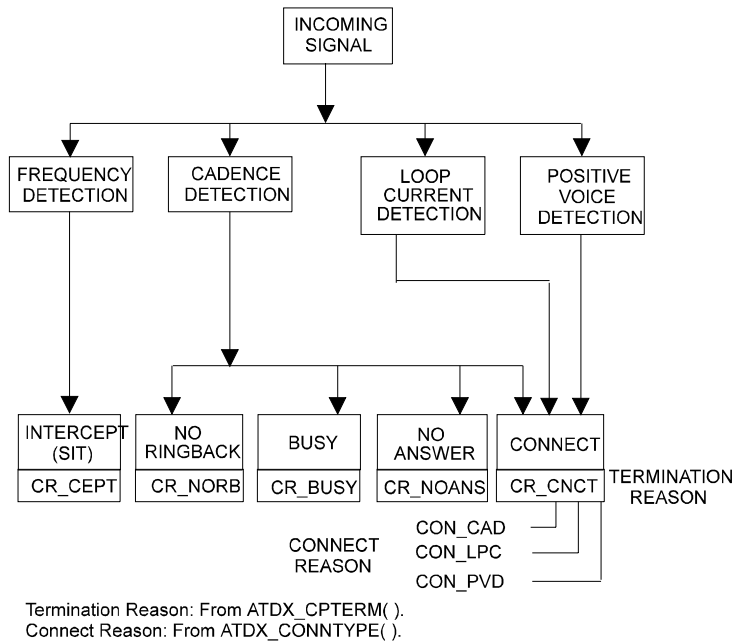 INCOMING
SIGNAL
FREQUENCY
DETECTION
CADENCE
DETECTION
LOOP
CURRENT
DETECTION
POSITIVE
VOICE
DETECTION
INTERCEPT
(SIT)
CR_CEPT
NO
RINGBACK
CR_NORB
BUSY
CR_BUSY
NO
ANSWER
CR_NOANS
CONNECT
CR_CNCT
TERMINATION
REASON
CONNECT
REASON
CON_CAD
CON_LPC
CON_PVD
Termination Reason: From ATDX_CPTERM( ).
Connect Reason: From ATDX_CONNTYPE( ).